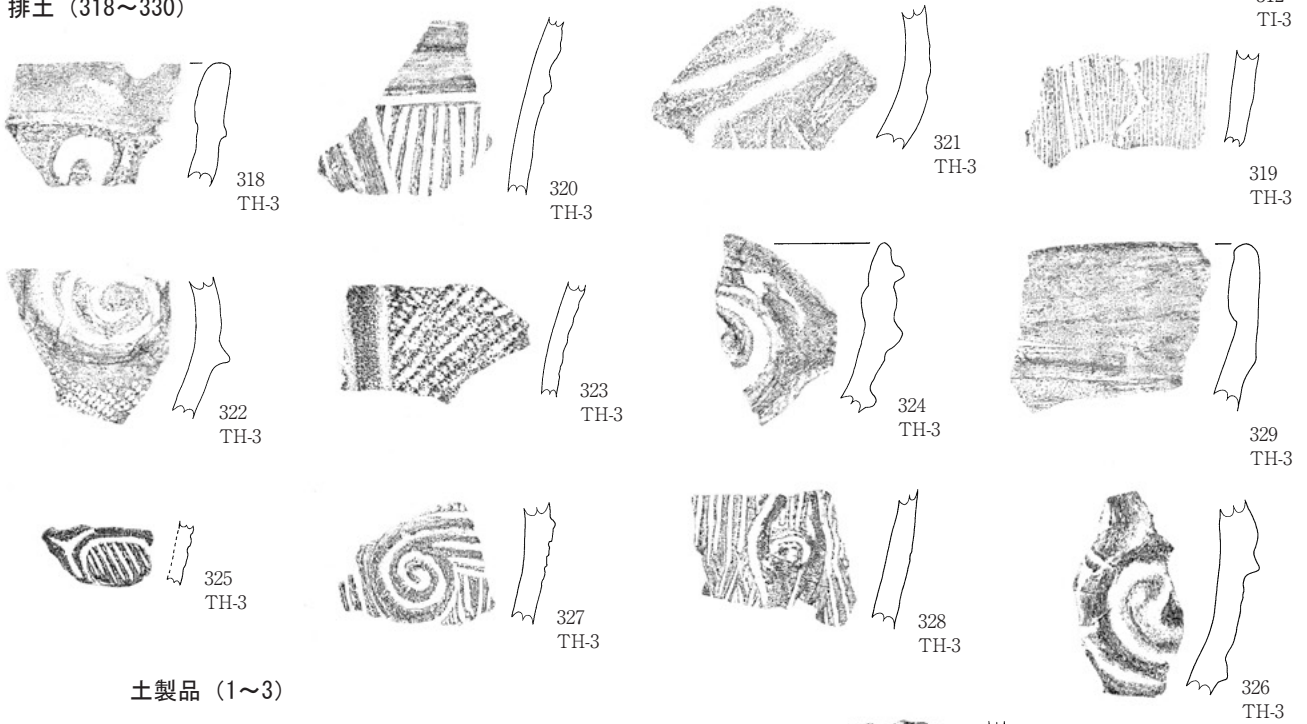 排土（318～330）
TI-3
318
TH-3
320
TH-3
321
TH-3
319
TH-3
322
TH-3
323
TH-3
324
TH-3
329
TH-3
325
TH-3
327
TH-3
328
TH-3
326
TH-3
土製品（1～3）